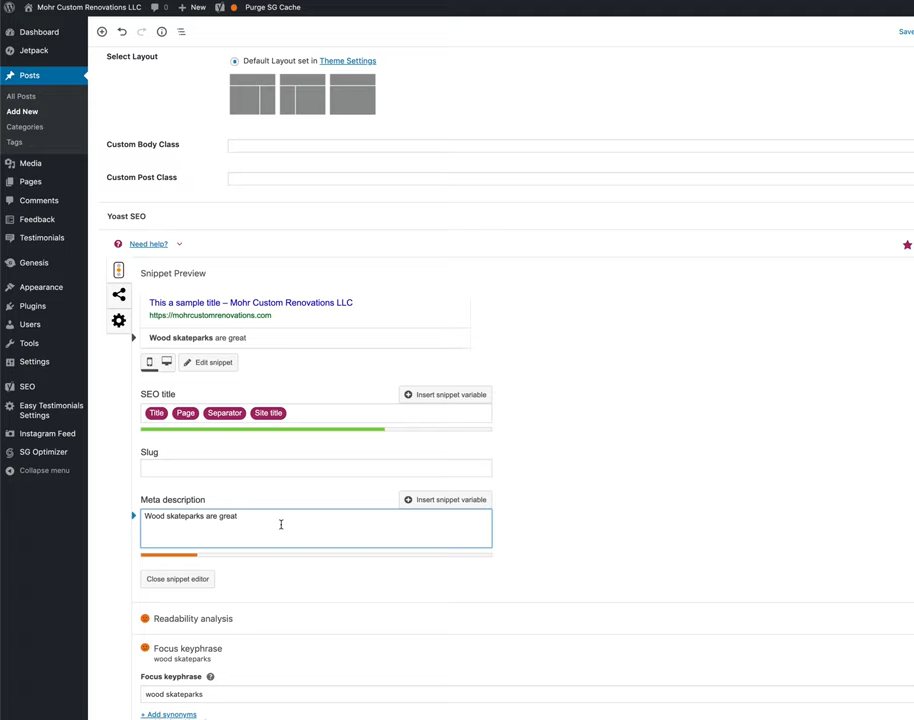 Mohr Custom Renovations LLC 0 New Purge SG Cache
Dashboard
Jetpack
Posts
All Posts
Add New
Categories
Tags
Media
Pages
Comments
Feedback
Testimonials
Genesis
Appearance
Plugins
Users
Tools
Settings
SEO
Easy Testimonials
Settings
Instagram Feed
SG Optimizer
Collapse menu
Save
Select Layout
Default Layout set in Theme Settings
Custom Body Class
Custom Post Class
Yoast SEO
Need help?
Snippet Preview
This a sample title – Mohr Custom Renovations LLC
https://mohrcustomrenovations.com
Wood skateparks are great
Edit snippet
SEO title
Insert snippet variable
Title Page Separator Site title
Slug
Meta description
Insert snippet variable
Wood skateparks are great
Close snippet editor
Readability analysis
Focus keyphrase
wood skateparks
Focus keyphrase ?
wood skateparks
+ Add synonyms